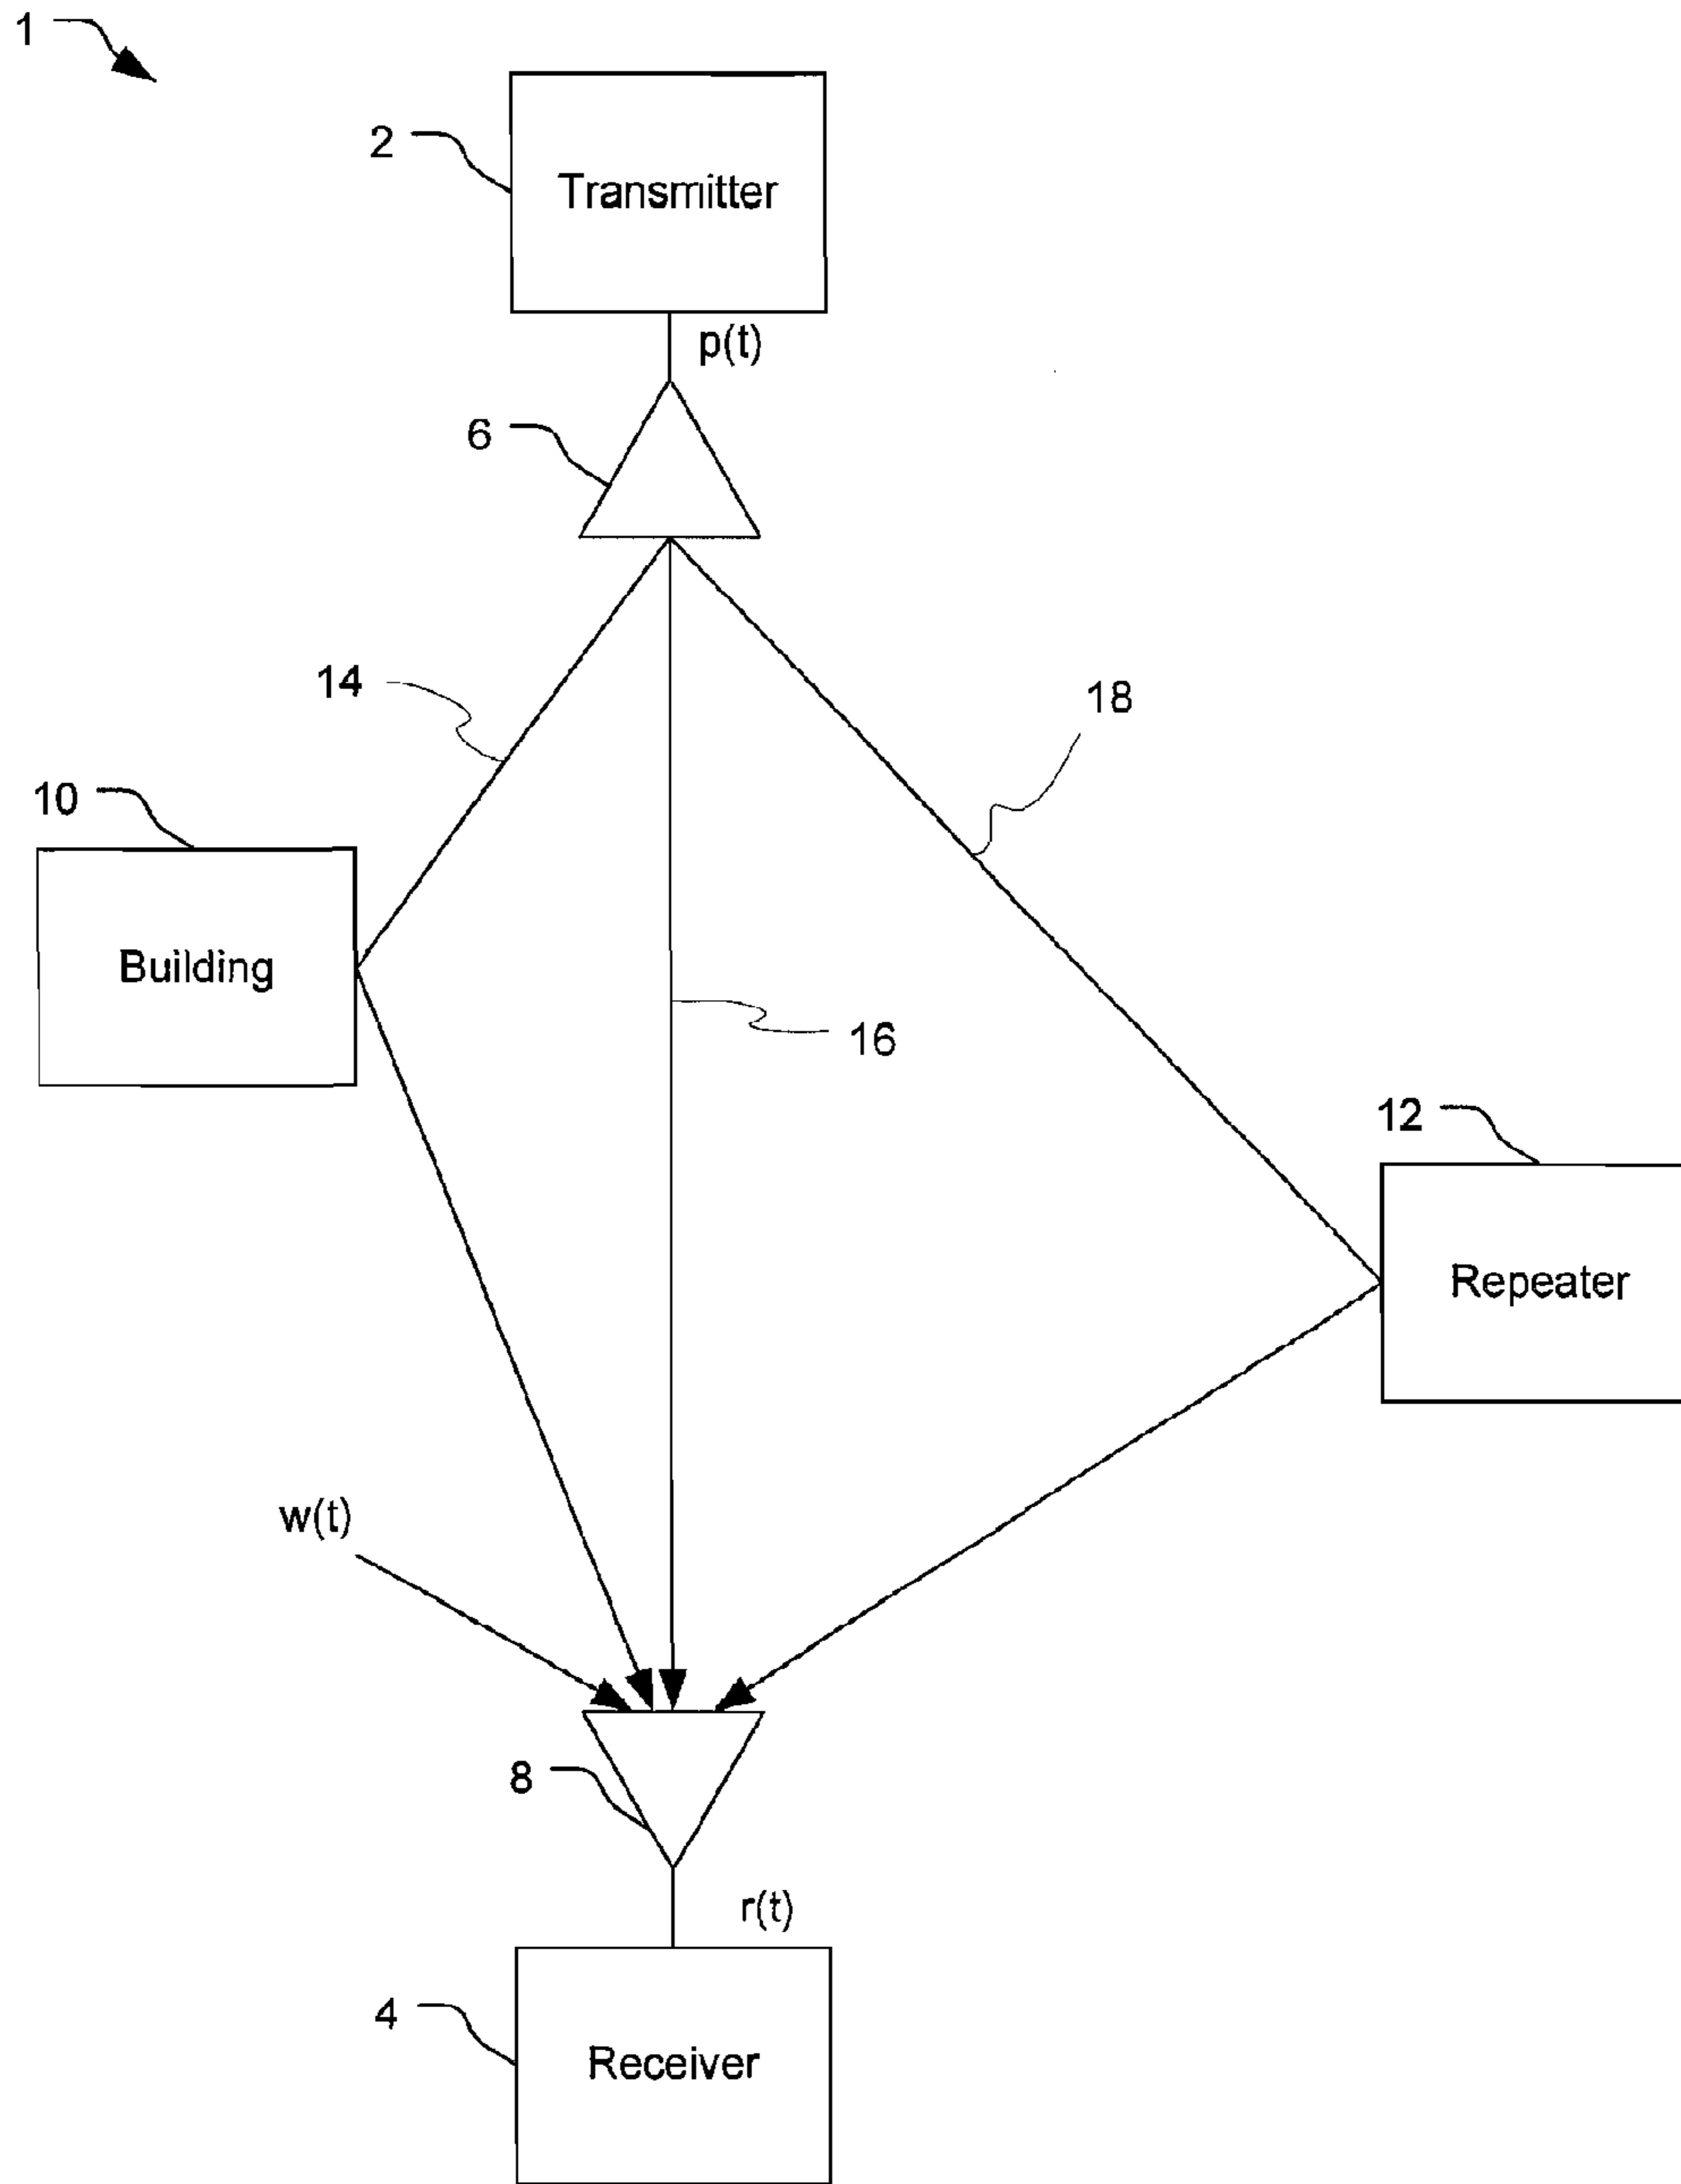 1
2
Transmitter
p(t)
6
14
18
10
Building
16
12
Repeater
w(t)
8
r(t)
4
Receiver